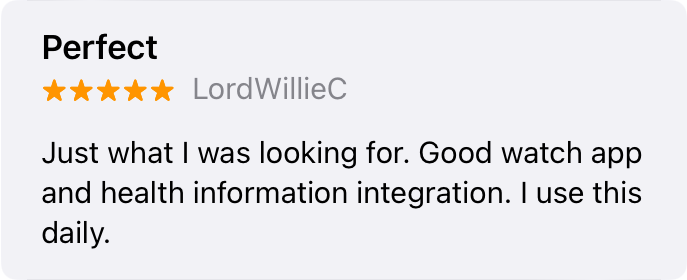 Perfect
★★★★★ LordWillieC
Just what I was looking for. Good watch app
and health information integration. I use this
daily.